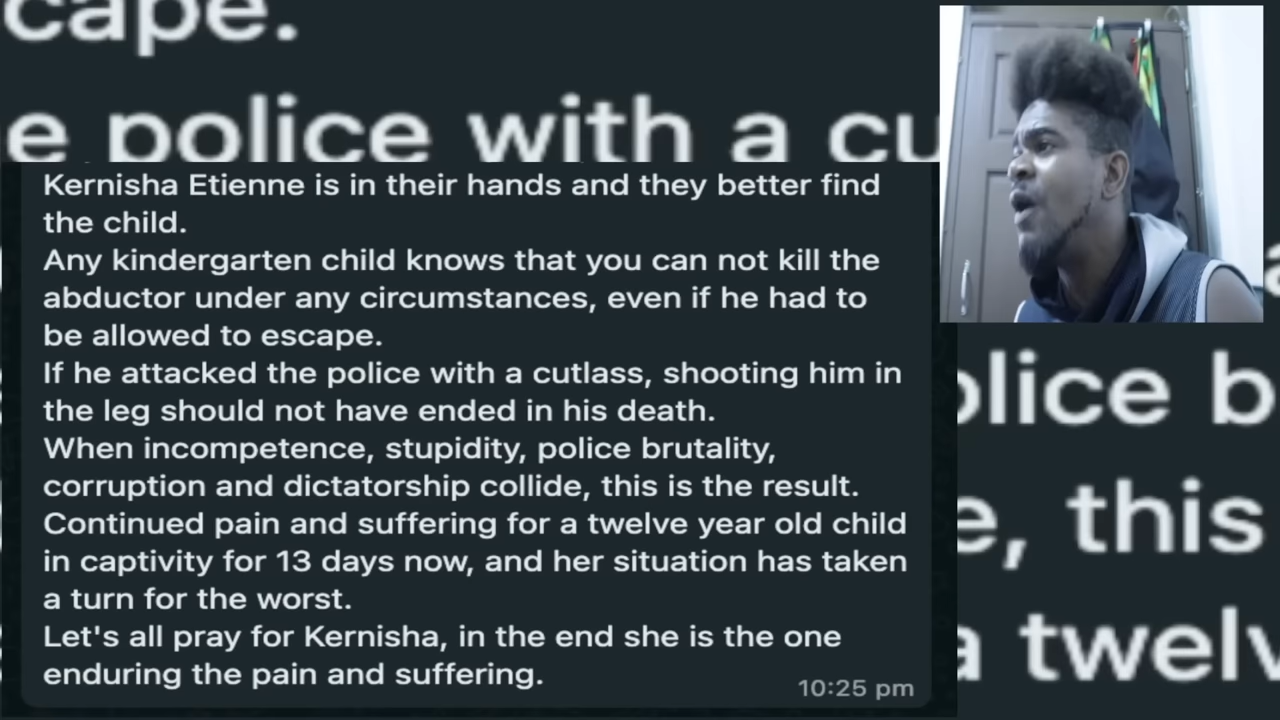 cape.
e police with a cu
Kernisha Etienne is in their hands and they better find
the child.
Any kindergarten child knows that you can not kill the
abductor under any circumstances, even if he had to
be allowed to escape.
If he attacked the police with a cutlass, shooting him in
the leg should not have ended in his death.
When incompetence, stupidity, police brutality,
corruption and dictatorship collide, this is the result.
Continued pain and suffering for a twelve year old child
in captivity for 13 days now, and her situation has taken
a turn for the worst.
Let's all pray for Kernisha, in the end she is the one
enduring the pain and suffering.
10:25 pm
a
olice b
e, this
a twelv